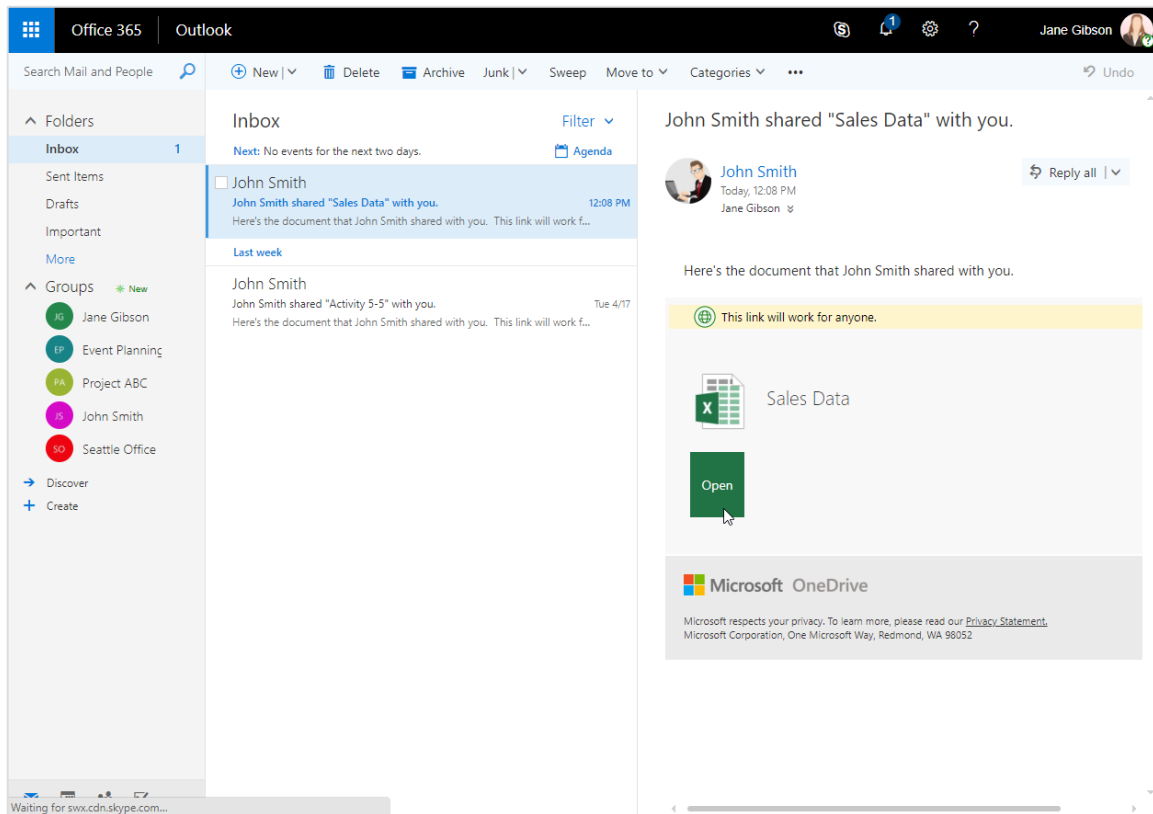 Office 365 Outlook 1 ? Jane Gibson
Search Mail and People New Delete Archive Junk Sweep Move to Categories ... Undo
Folders
Inbox 1
Sent Items
Drafts
Important
More
Groups New
JG Jane Gibson
EP Event Planning
PA Project ABC
JS John Smith
SO Seattle Office
Discover
Create
Inbox Filter
Next: No events for the next two days. Agenda
John Smith
John Smith shared "Sales Data" with you. 12:08 PM
Here's the document that John Smith shared with you. This link will work f...
Last week
John Smith
John Smith shared "Activity 5-5" with you. Tue 4/17
Here's the document that John Smith shared with you. This link will work f...
John Smith shared "Sales Data" with you.
John Smith Reply all
Today, 12:08 PM
Jane Gibson
Here's the document that John Smith shared with you.
This link will work for anyone.
X Sales Data
Open
Microsoft OneDrive
Microsoft respects your privacy. To learn more, please read our Privacy Statement.
Microsoft Corporation, One Microsoft Way, Redmond, WA 98052
Waiting for swx.cdn.skype.com...